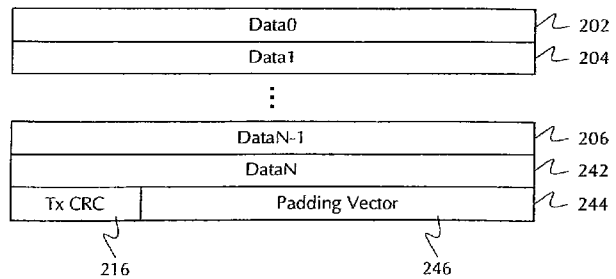 Data0 202
Data1 204
⋮
DataN-1 206
DataN 242
Tx CRC Padding Vector 244
216 246